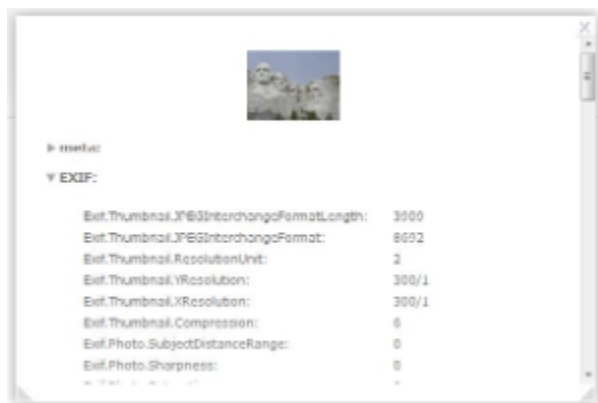 X
meta:
EXIF:
Exif.Thumbnail.JPEGInterchangeFormatLength:
Exif.Thumbnail.JPEGInterchangeFormat: 8692
Exif.Thumbnail.ResolutionUnit: 2
Exif.Thumbnail.YResolution: 300/1
Exif.Thumbnail.XResolution: 300/1
Exif.Thumbnail.Compression: 6
Exif.Photo.SubjectDistanceRange: 0
Exif.Photo.Sharpness: 0